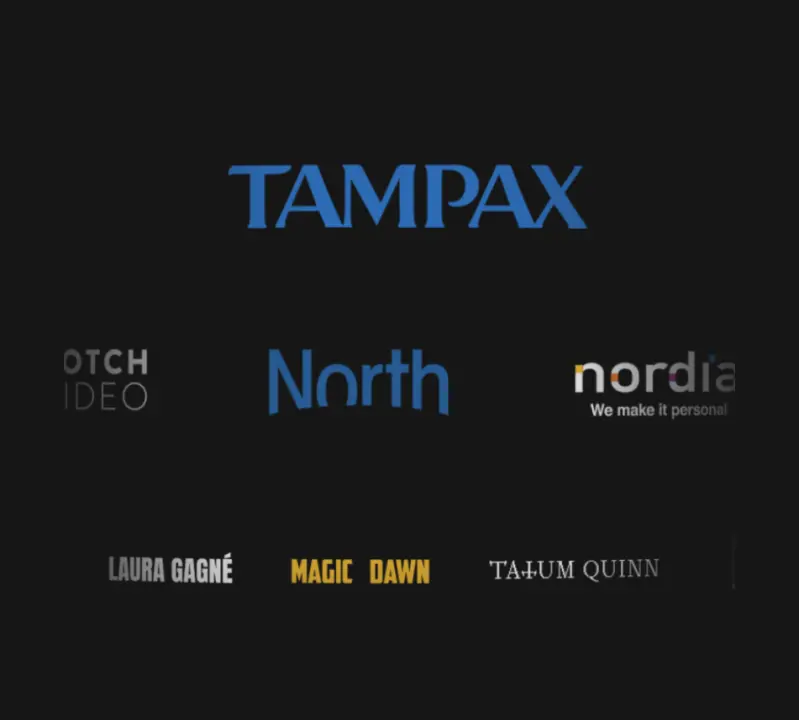 TAMPAX
OTCH
IDEO
North
nordia
We make it personal
LAURA GAGNÉ
MAGIC DAWN
TATUM QUINN